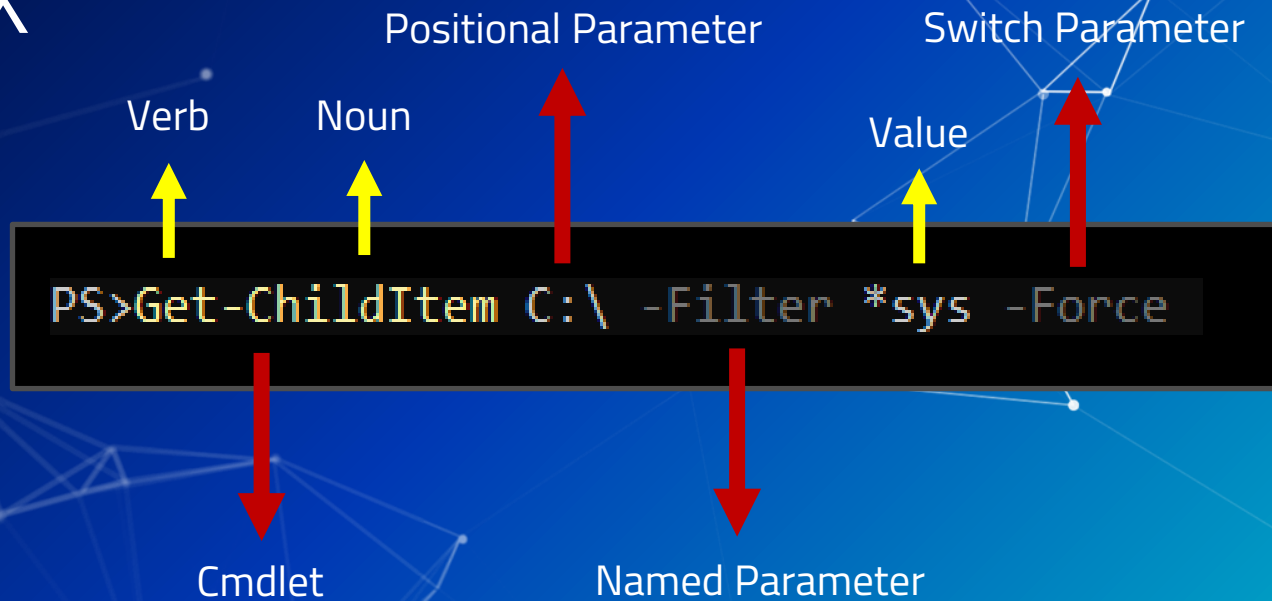 Positional Parameter
Switch Parameter
Verb
Noun
Value
PS>Get-ChildItem C:\ -Filter *sys -Force
Cmdlet
Named Parameter